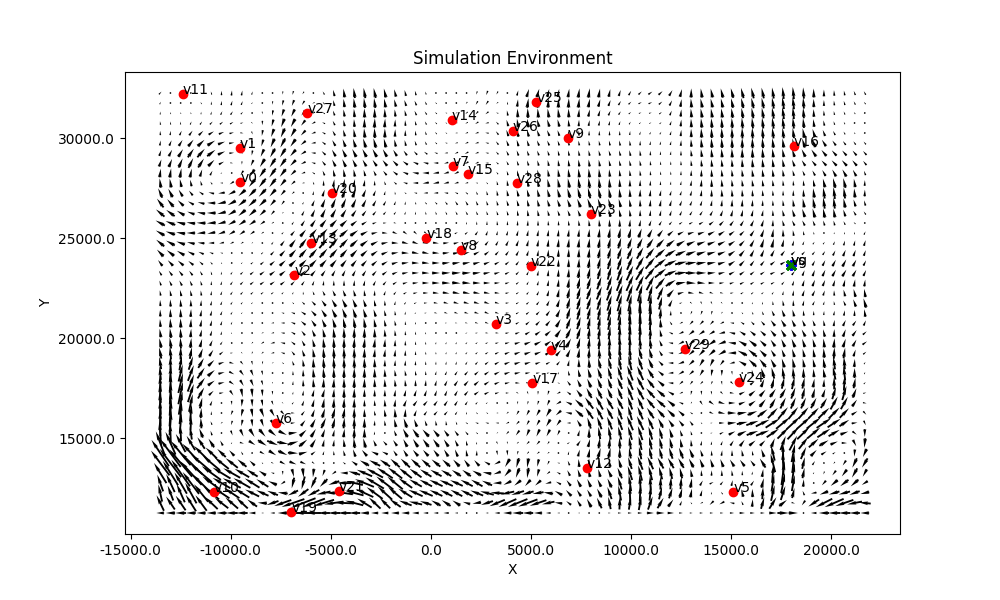 Simulation Environment
v11
v25
v27
v14
30000.0
v26
v9
v1
v16
v7
v15
v0
v28
v20
v23
25000.0
v18
v13
v8
v22
v2
Y
20000.0
v3
v4
v29
v17
v24
15000.0
v6
v12
v10
v21
v5
v19
-15000.0 -10000.0 -5000.0 0.0 5000.0 10000.0 15000.0 20000.0
X